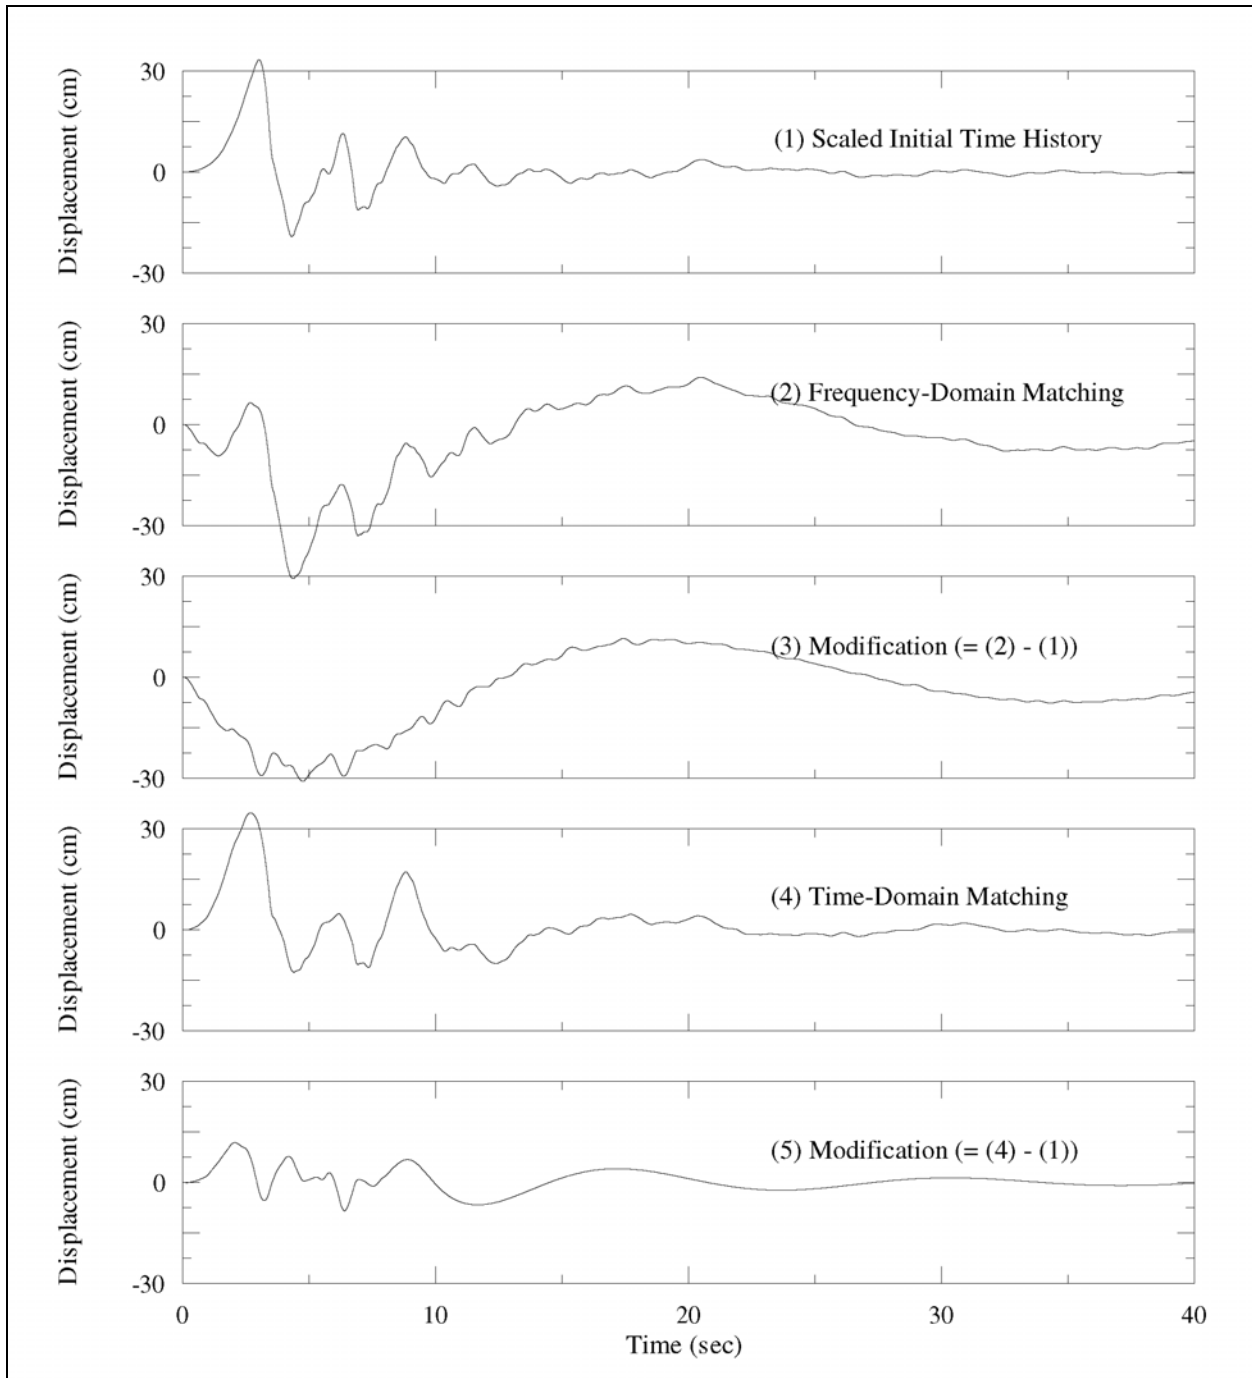 Displacement (cm)
30
0
-30
(1) Scaled Initial Time History
Displacement (cm)
30
0
-30
(2) Frequency-Domain Matching
Displacement (cm)
30
0
-30
(3) Modification (= (2) - (1))
Displacement (cm)
30
0
-30
(4) Time-Domain Matching
Displacement (cm)
30
0
-30
(5) Modification (= (4) - (1))
0 10 20 30 40
Time (sec)